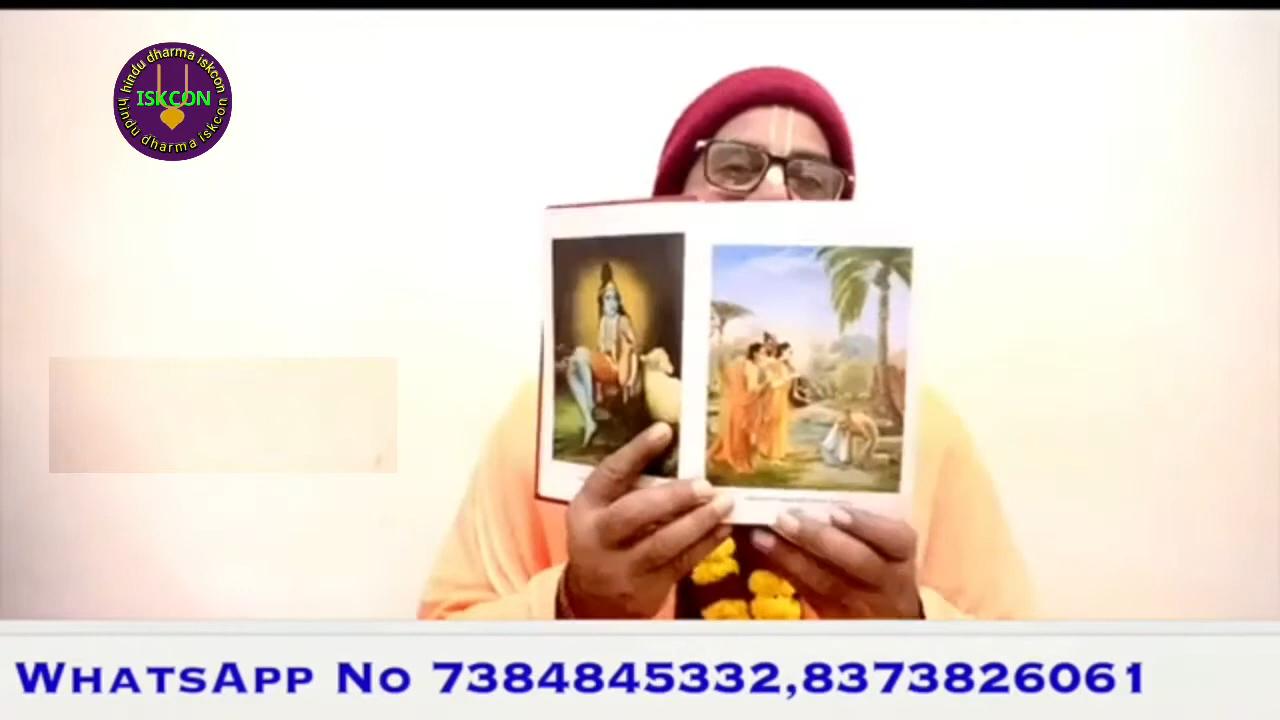 hindu dharma iskcon
ISKCON
hindu dharma iskcon
WhatsApp No 7384845332,8373826061